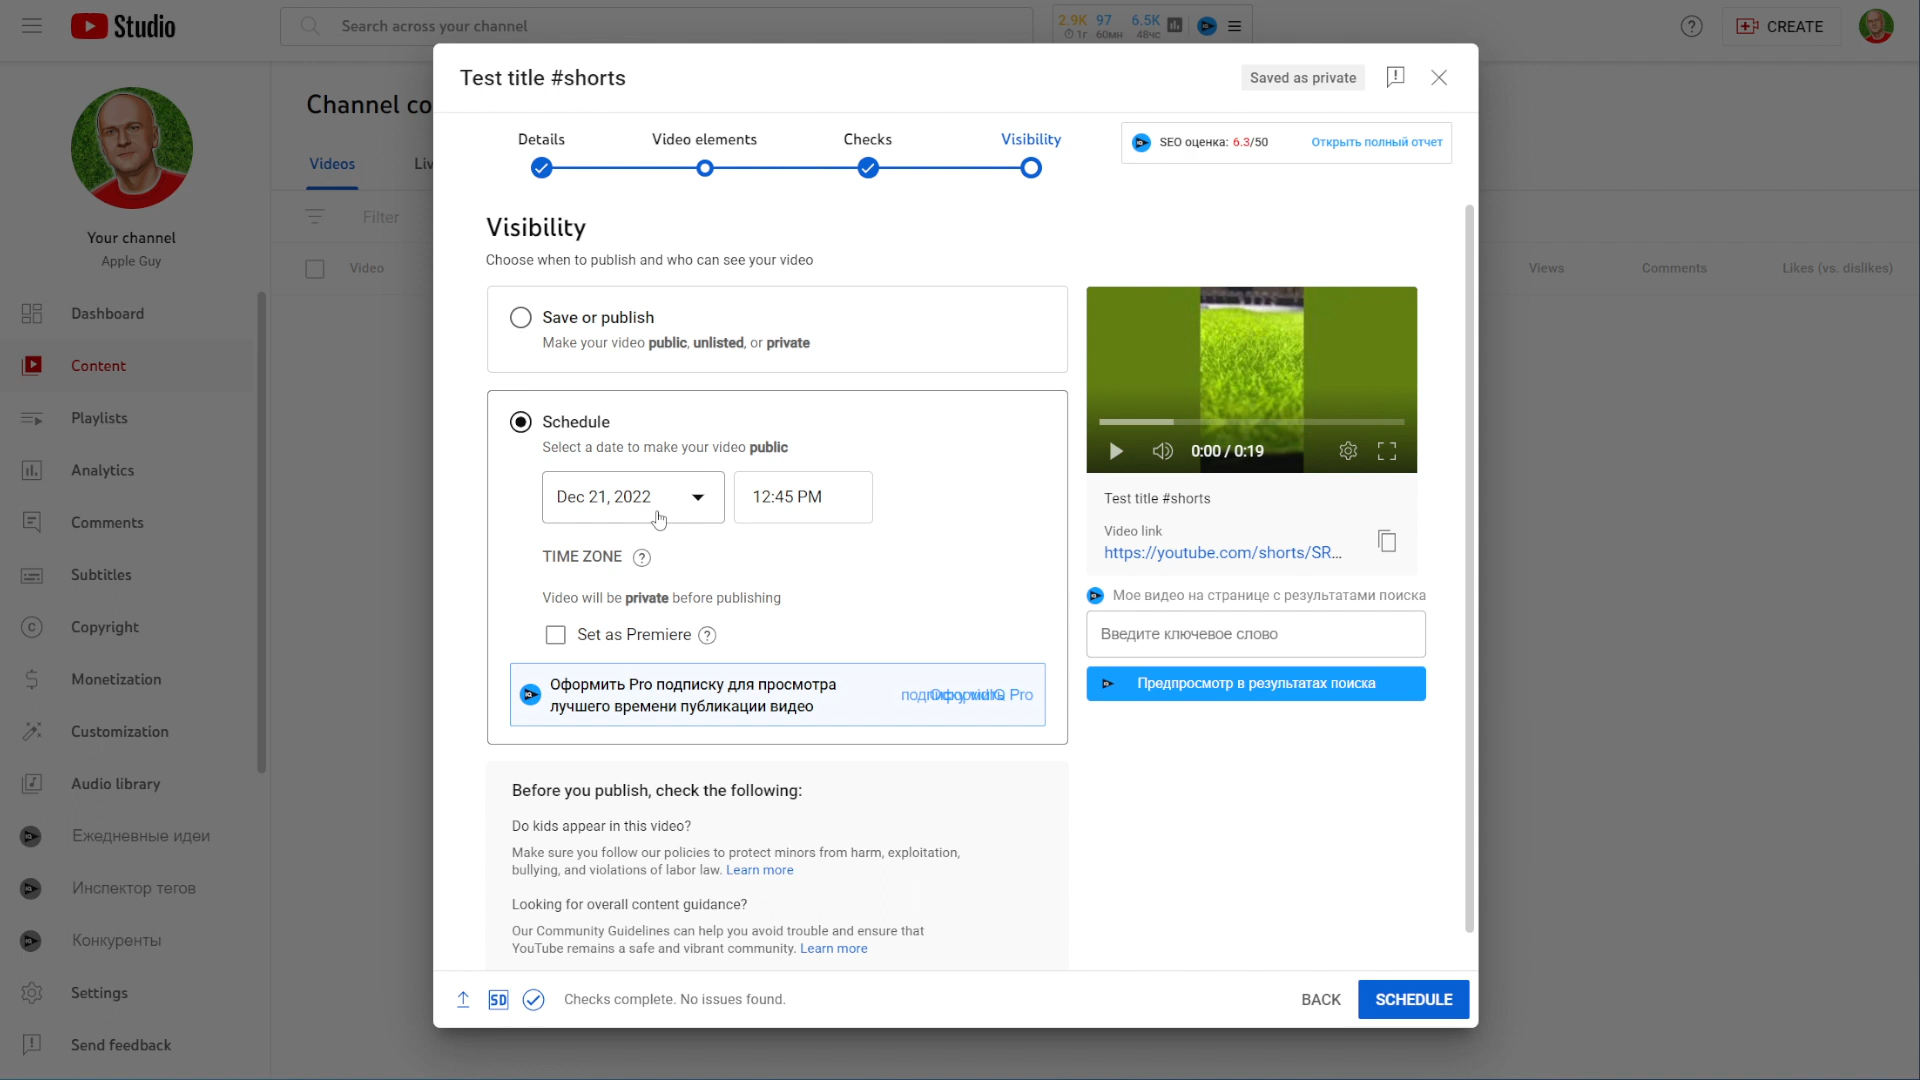 Studio
Search across your channel
2.9K 97 6.5K
1г 60мн 48чс
CREATE
Your channel
Apple Guy
Dashboard
Content
Playlists
Analytics
Comments
Subtitles
Copyright
Monetization
Customization
Audio library
Ежедневные идеи
Инспектор тегов
Конкуренты
Settings
Send feedback
Channel co
Videos Liv
Filter
Video
Views Comments Likes (vs. dislikes)
Test title #shorts
Saved as private
Details Video elements Checks Visibility
SEO оценка: 6.3/50 Открыть полный отчет
Visibility
Choose when to publish and who can see your video
Save or publish
Make your video public, unlisted, or private
Schedule
Select a date to make your video public
Dec 21, 2022 12:45 PM
TIME ZONE ?
Video will be private before publishing
Set as Premiere ?
Оформить Pro подписку для просмотра
лучшего времени публикации видео
Before you publish, check the following:
Do kids appear in this video?
Make sure you follow our policies to protect minors from harm, exploitation,
bullying, and violations of labor law. Learn more
Looking for overall content guidance?
Our Community Guidelines can help you avoid trouble and ensure that
YouTube remains a safe and vibrant community. Learn more
0:00 / 0:19
Test title #shorts
Video link
https://youtube.com/shorts/SR...
Мое видео на странице с результатами поиска
Введите ключевое слово
Предпросмотр в результатах поиска
SD Checks complete. No issues found.
BACK SCHEDULE